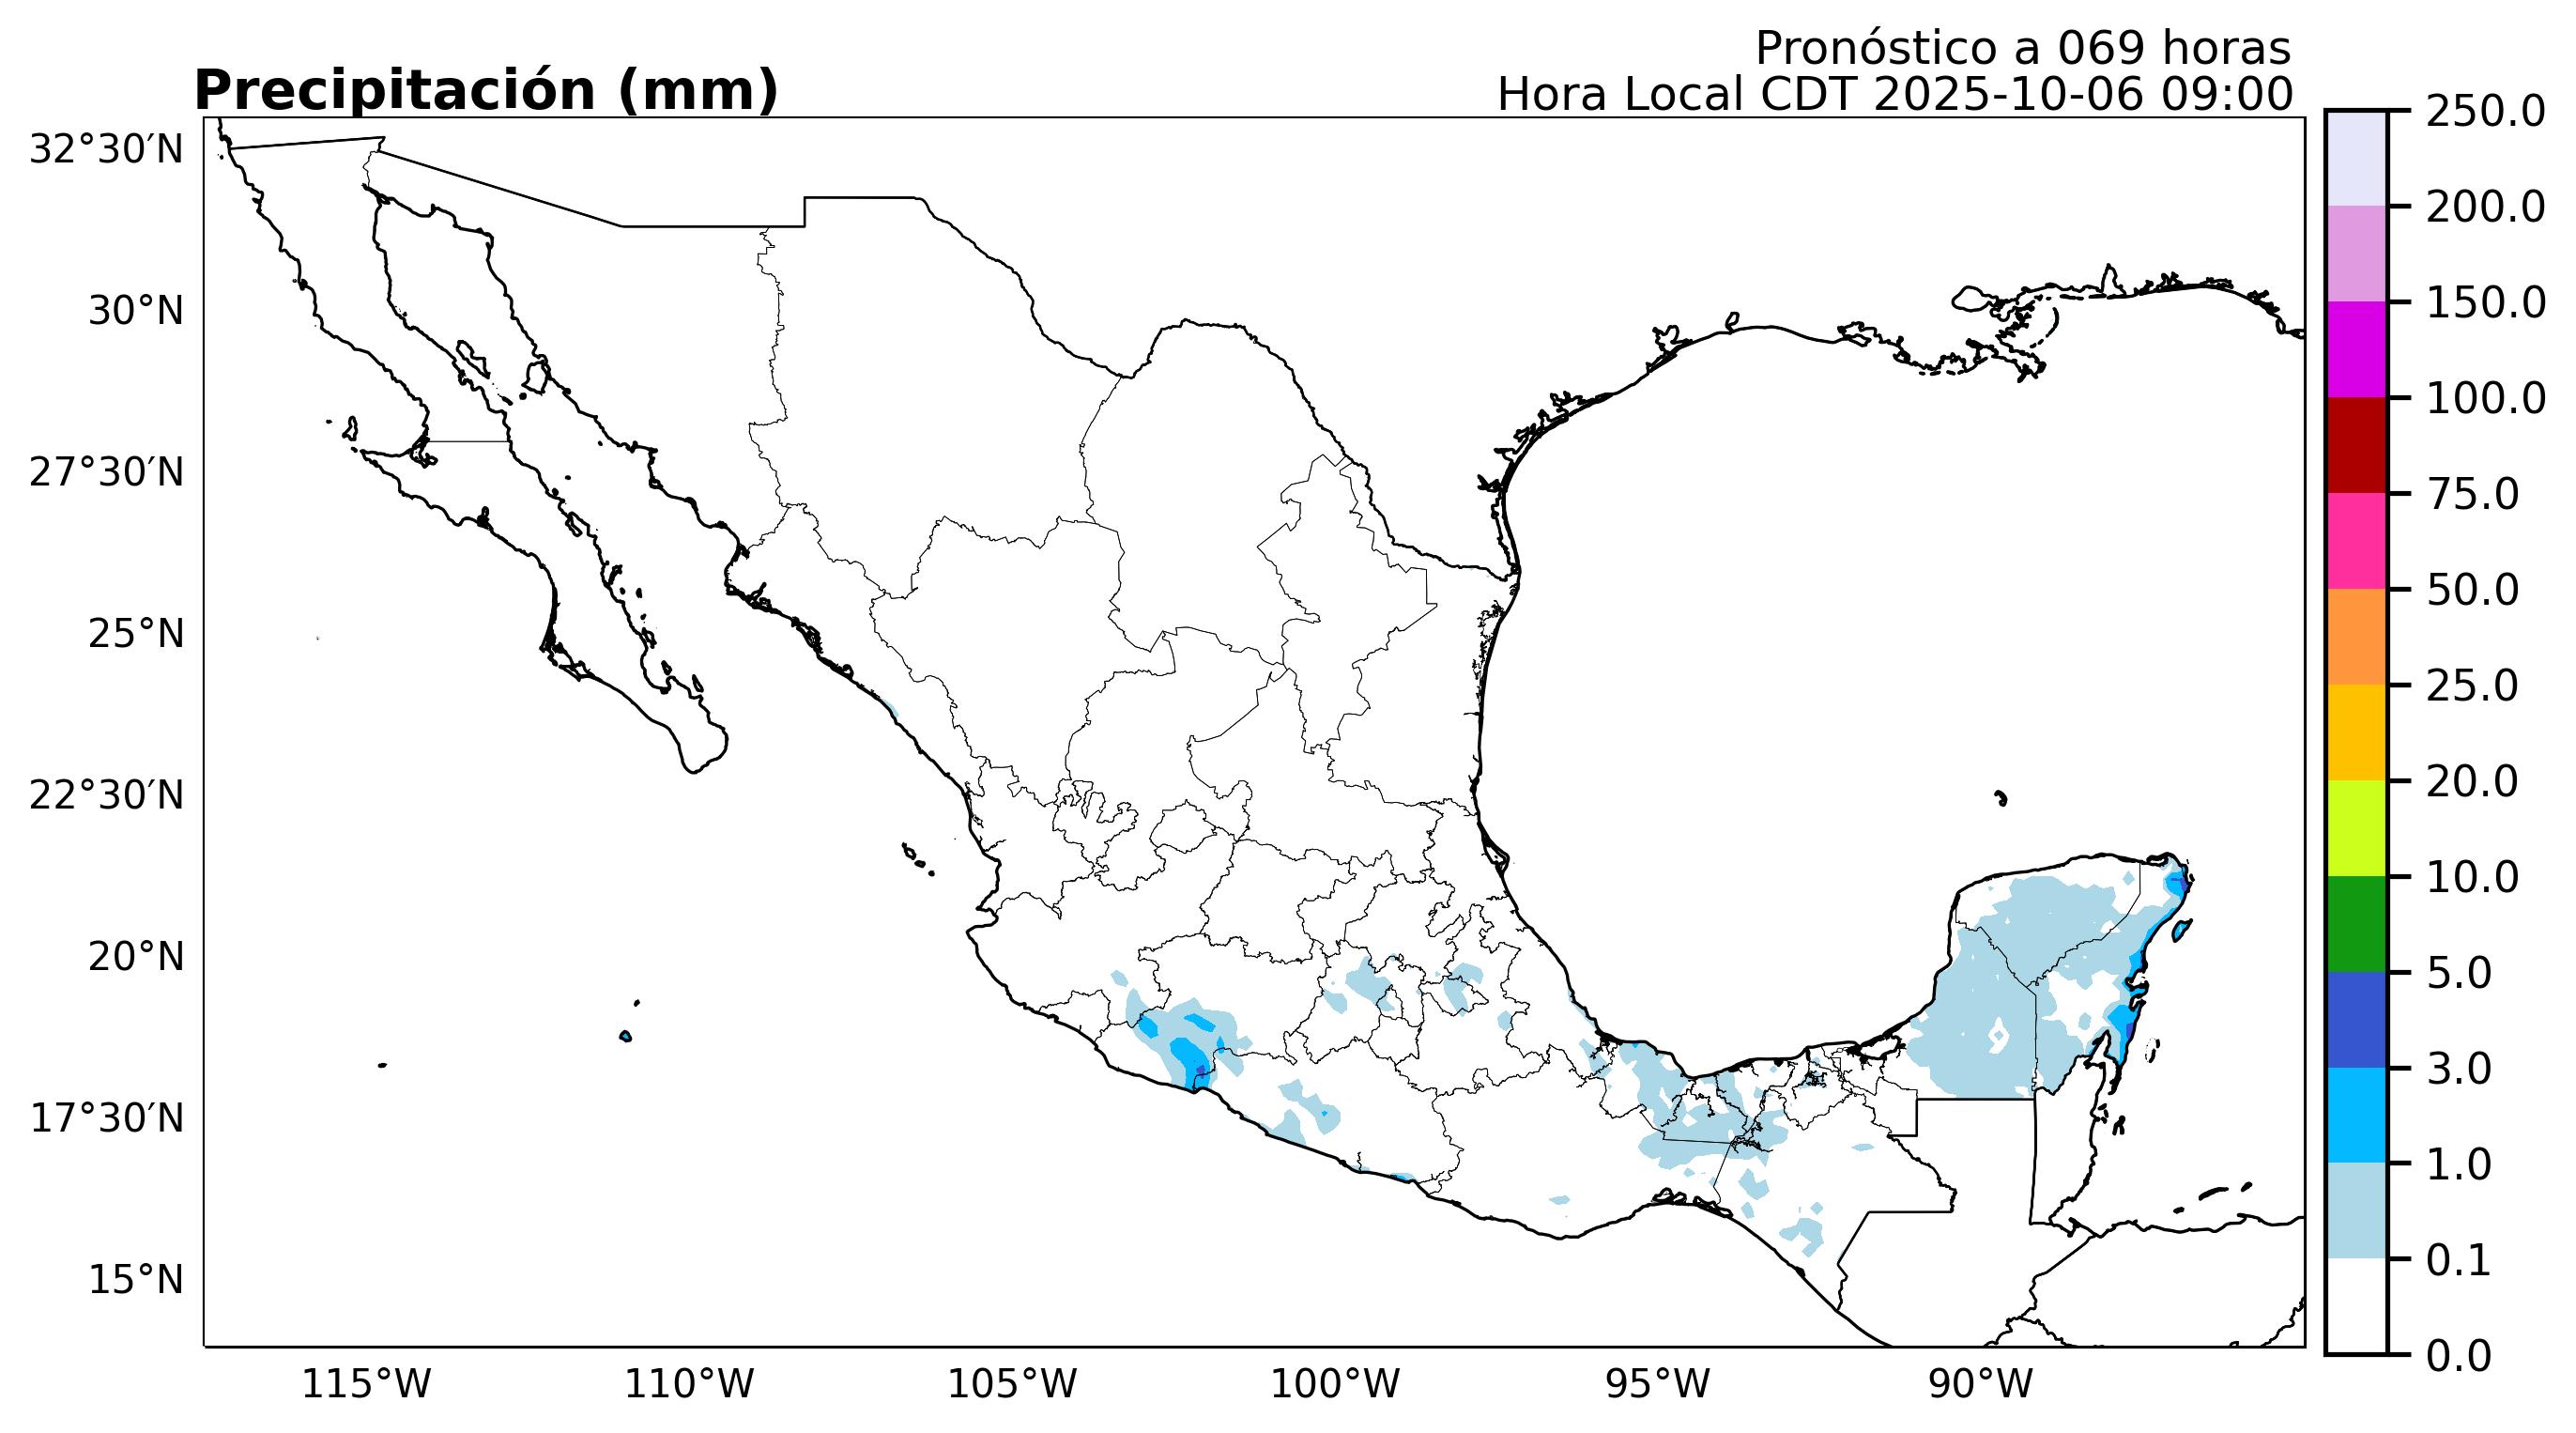 Pronóstico a 069 horas
Precipitación (mm)
Hora Local CDT 2025-10-06 09:00
32°30′N
30°N
27°30′N
25°N
22°30′N
20°N
17°30′N
15°N
115°W
110°W
105°W
100°W
95°W
90°W
250.0
200.0
150.0
100.0
75.0
50.0
25.0
20.0
10.0
5.0
3.0
1.0
0.1
0.0